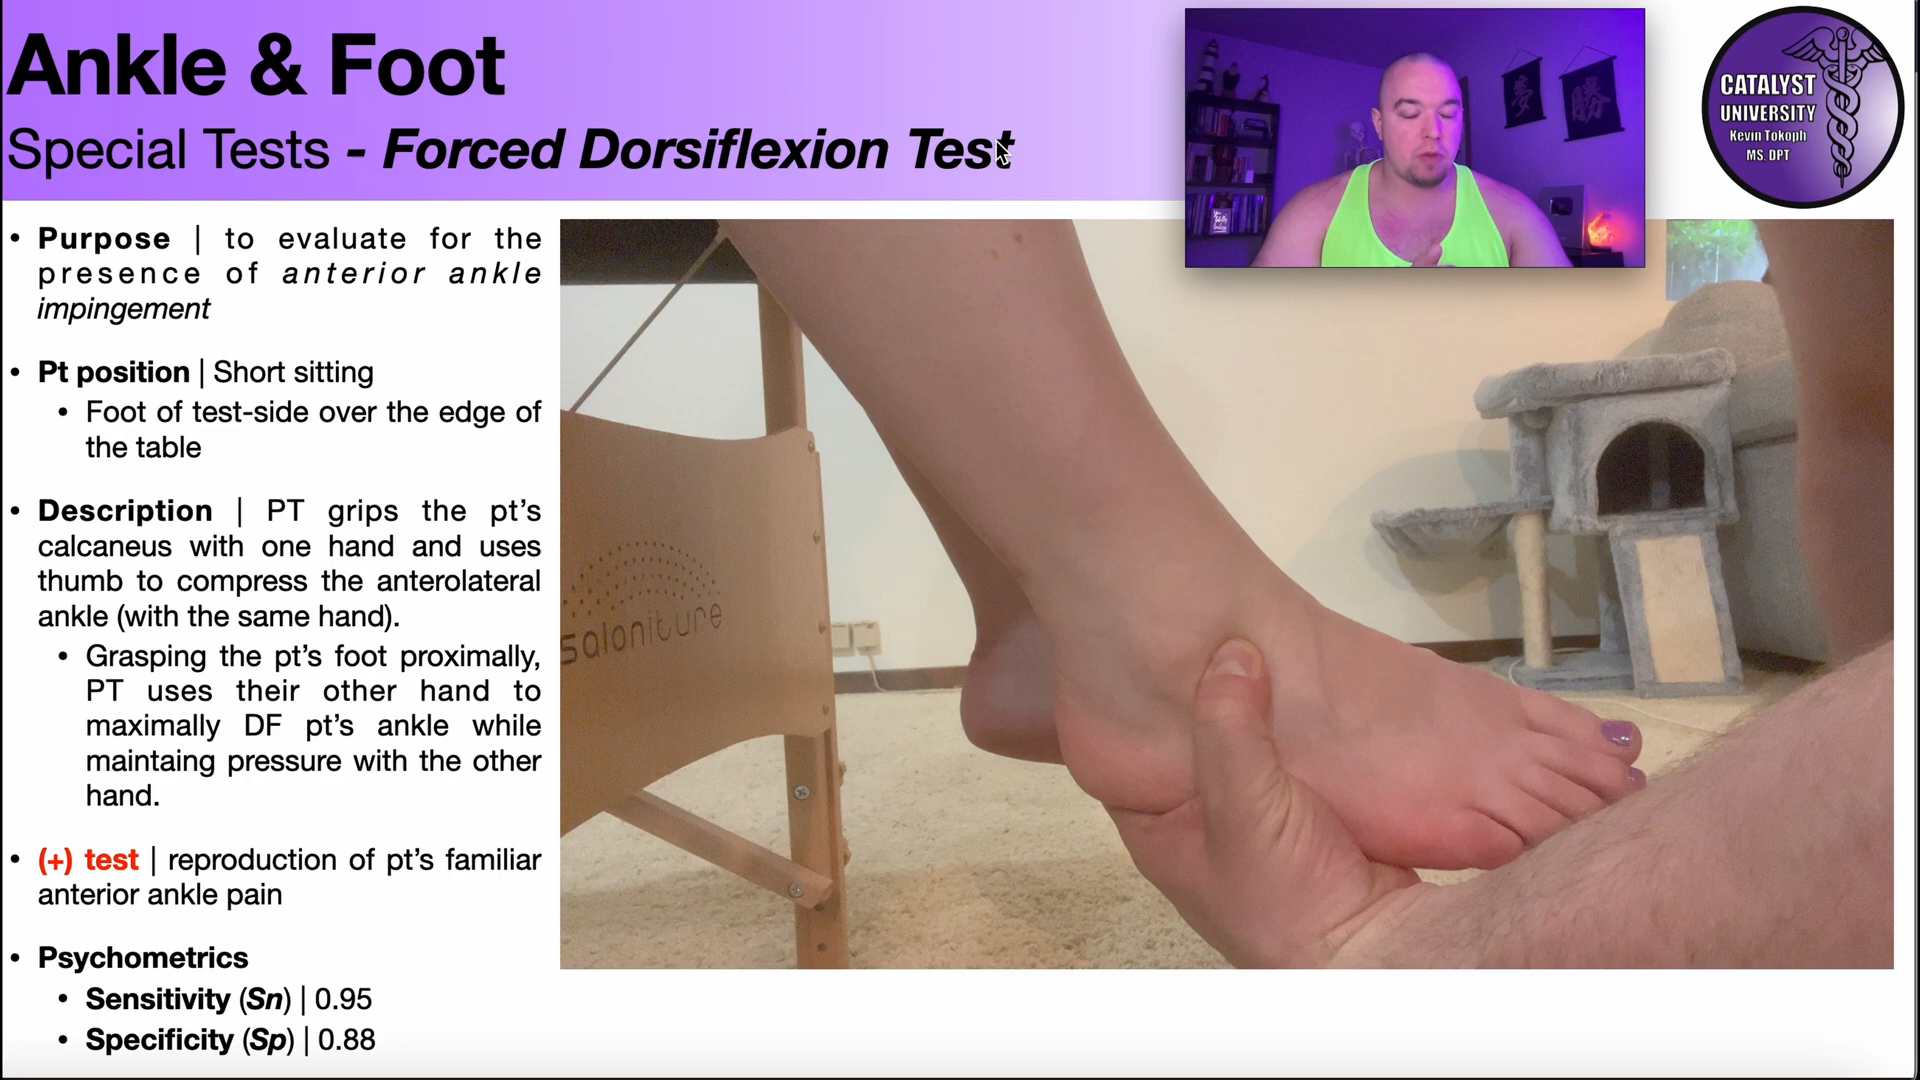 Ankle & Foot
Special Tests - Forced Dorsiflexion Test
CATALYST
UNIVERSITY
Kevin Tokoph
MS, DPT
夢
勝
• Purpose | to evaluate for the
presence of anterior ankle
impingement
• Pt position | Short sitting
• Foot of test-side over the edge of
the table
• Description | PT grips the pt's
calcaneus with one hand and uses
thumb to compress the anterolateral
ankle (with the same hand).
• Grasping the pt's foot proximally,
PT uses their other hand to
maximally DF pt's ankle while
maintaing pressure with the other
hand.
• (+) test | reproduction of pt's familiar
anterior ankle pain
• Psychometrics
• Sensitivity (Sn) | 0.95
• Specificity (Sp) | 0.88
saloniture